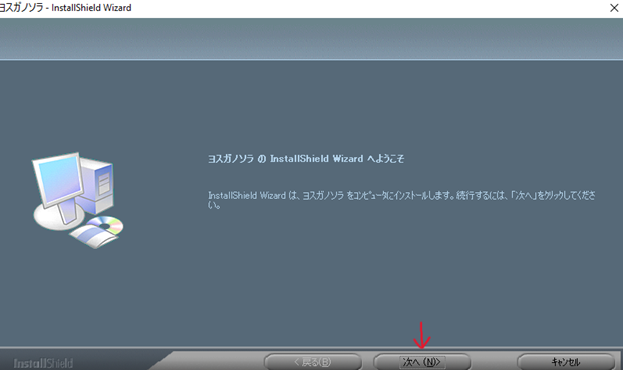 ヨスガノソラ - InstallShield Wizard
ヨスガノソラ の InstallShield Wizard へようこそ
InstallShield Wizard は、ヨスガノソラ をコンピュータにインストールします。続行するには、「次へ」をクリックしてくださ
い。
InstallShield
< 戻る(B)
次へ (N)>
キャンセル